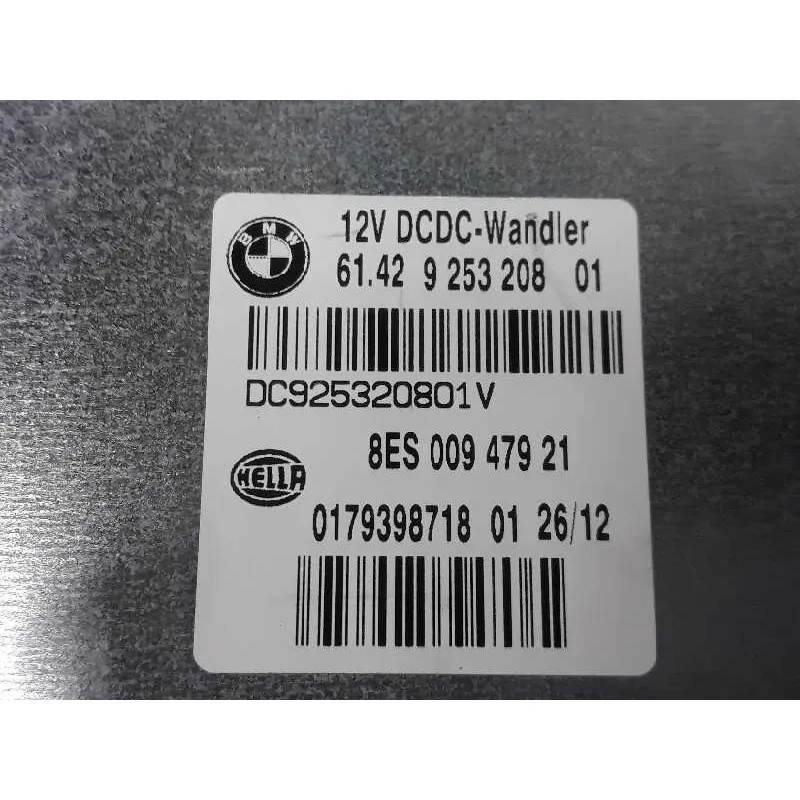 BMW
12V DCDC-Wandler
61.42 9 253 208 01
DC925320801V
8ES 009 479 21
HELLA
0179398718 01 26/12